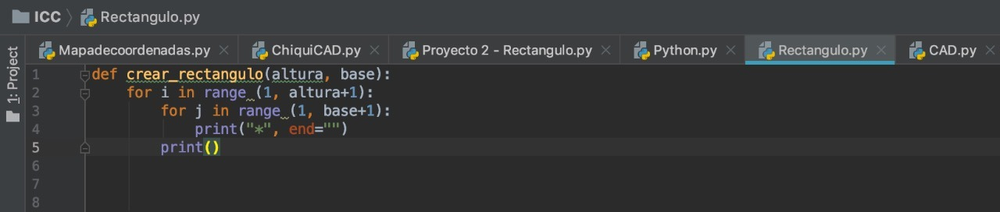 ICC Rectangulo.py
Mapadecoordenadas.py ChiquiCAD.py Proyecto 2 - Rectangulo.py Python.py Rectangulo.py CAD.py
1: Project
1 def crear_rectangulo(altura, base):
2     for i in range (1, altura+1):
3         for j in range (1, base+1):
4             print("*", end="")
5         print()
6
7
8